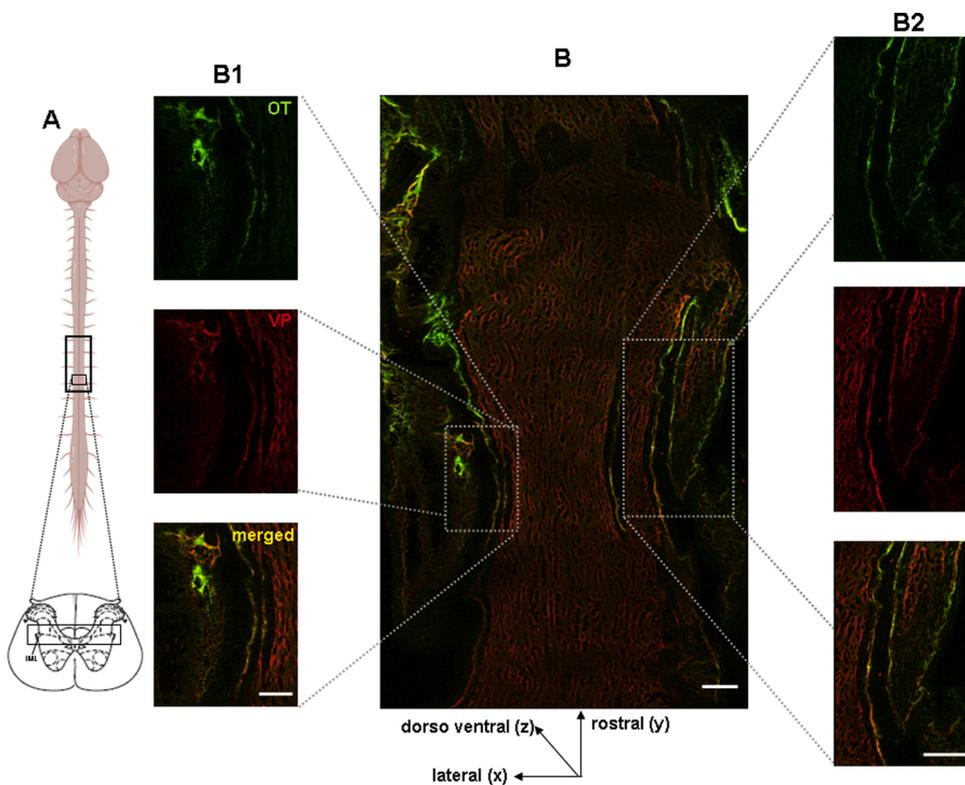 A
B1
OT
VP
merged
B
B2
IML
dorso ventral (z)
rostral (y)
lateral (x)